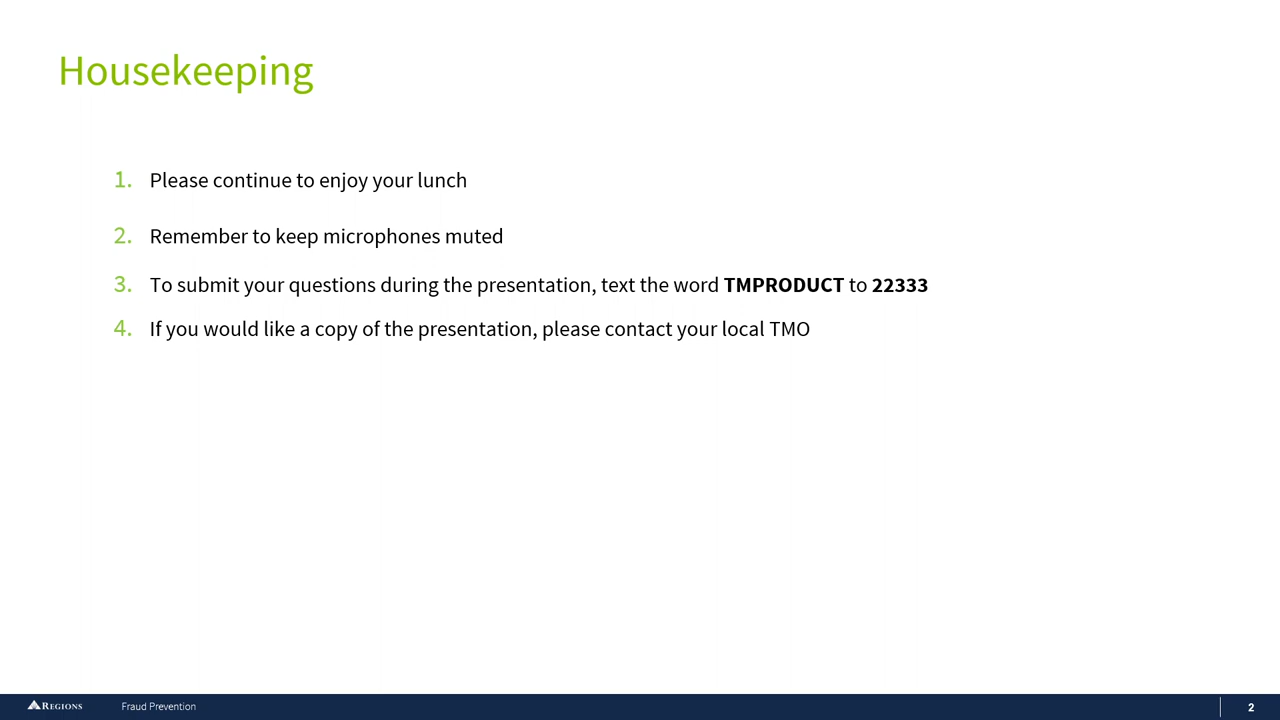 Housekeeping
1. Please continue to enjoy your lunch
2. Remember to keep microphones muted
3. To submit your questions during the presentation, text the word TMPRODUCT to 22333
4. If you would like a copy of the presentation, please contact your local TMO
REGIONS Fraud Prevention 2